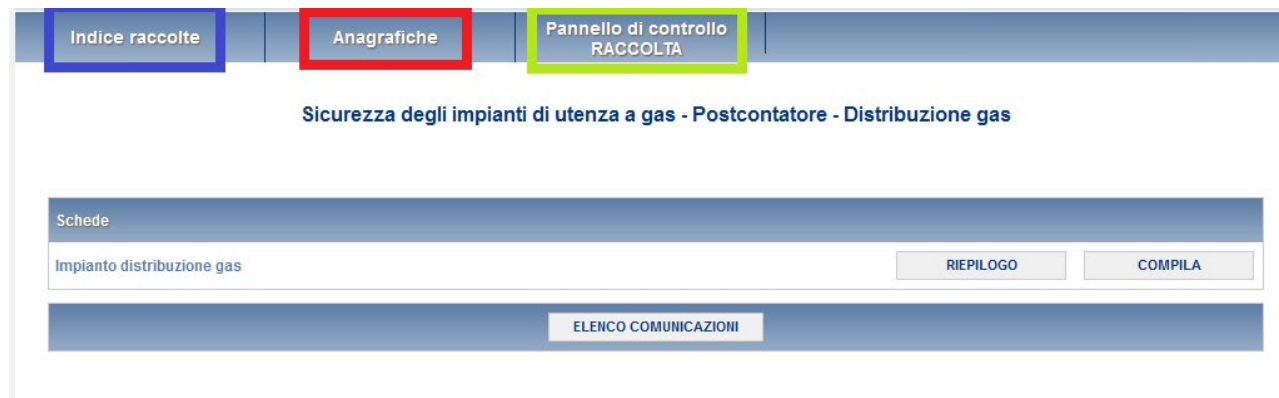 Indice raccolte
Anagrafiche
Pannello di controllo
RACCOLTA
Sicurezza degli impianti di utenza a gas - Postcontatore - Distribuzione gas
Schede
Impianto distribuzione gas
RIEPILOGO
COMPILA
ELENCO COMUNICAZIONI